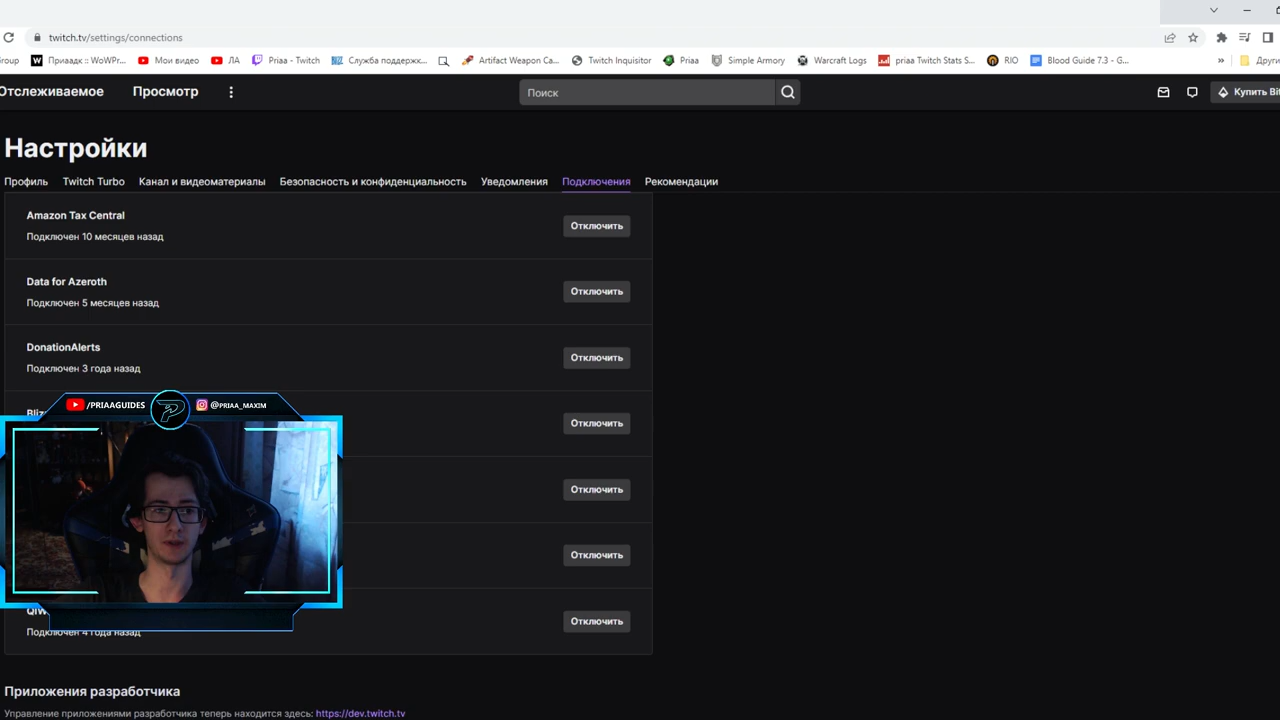 twitch.tv/settings/connections
Group W Приаадк :: WoWPr... Мои видео ЛА Priaa - Twitch Служба поддержк... Artifact Weapon Ca... Twitch Inquisitor Priaa Simple Armory Warcraft Logs priaa Twitch Stats S... RIO Blood Guide 7.3 - G... » Други
Отслеживаемое Просмотр Поиск Купить Bit
Настройки
Профиль Twitch Turbo Канал и видеоматериалы Безопасность и конфиденциальность Уведомления Подключения Рекомендации
Amazon Tax Central
Подключен 10 месяцев назад
Отключить
Data for Azeroth
Подключен 5 месяцев назад
Отключить
DonationAlerts
Подключен 3 года назад
Отключить
/PRIAAGUIDES @PRIAA_MAXIM
Отключить
Отключить
Отключить
Подключен 4 года назад
Отключить
Приложения разработчика
Управление приложениями разработчика теперь находится здесь: https://dev.twitch.tv